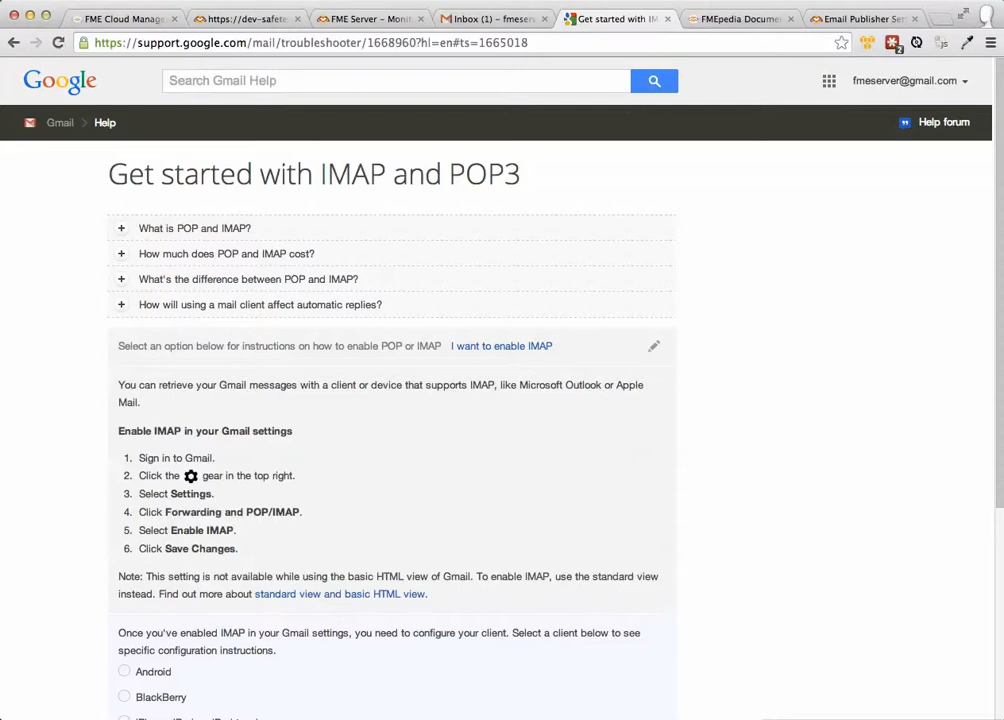 FME Cloud Manage
https://dev-safete
FME Server – Monit
Inbox (1) – fmeserv
Get started with IM
FMEpedia Docume
Email Publisher Set
https://support.google.com/mail/troubleshooter/1668960?hl=en#ts=1665018
2
js
Google
Search Gmail Help
fmeserver@gmail.com
Gmail
Help
Help forum
Get started with IMAP and POP3
+ What is POP and IMAP?
+ How much does POP and IMAP cost?
+ What's the difference between POP and IMAP?
+ How will using a mail client affect automatic replies?
Select an option below for instructions on how to enable POP or IMAP I want to enable IMAP
You can retrieve your Gmail messages with a client or device that supports IMAP, like Microsoft Outlook or Apple
Mail.
Enable IMAP in your Gmail settings
1. Sign in to Gmail.
2. Click the gear in the top right.
3. Select Settings.
4. Click Forwarding and POP/IMAP.
5. Select Enable IMAP.
6. Click Save Changes.
Note: This setting is not available while using the basic HTML view of Gmail. To enable IMAP, use the standard view
instead. Find out more about standard view and basic HTML view.
Once you've enabled IMAP in your Gmail settings, you need to configure your client. Select a client below to see
specific configuration instructions.
Android
BlackBerry